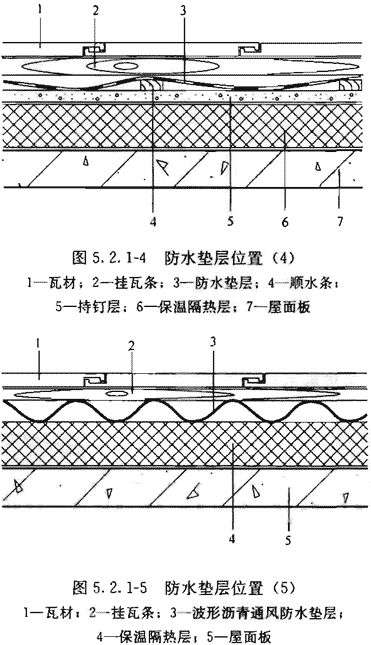 1 2 3
4 5 6 7
图 5.2.1-4 防水垫层位置（4）
1—瓦材；2—挂瓦条；3—防水垫层；4—顺水条；
5—持钉层；6—保温隔热层；7—屋面板
1 2 3
4 5
图 5.2.1-5 防水垫层位置（5）
1—瓦材；2—挂瓦条；3—波形沥青通风防水垫层；
4—保温隔热层；5—屋面板